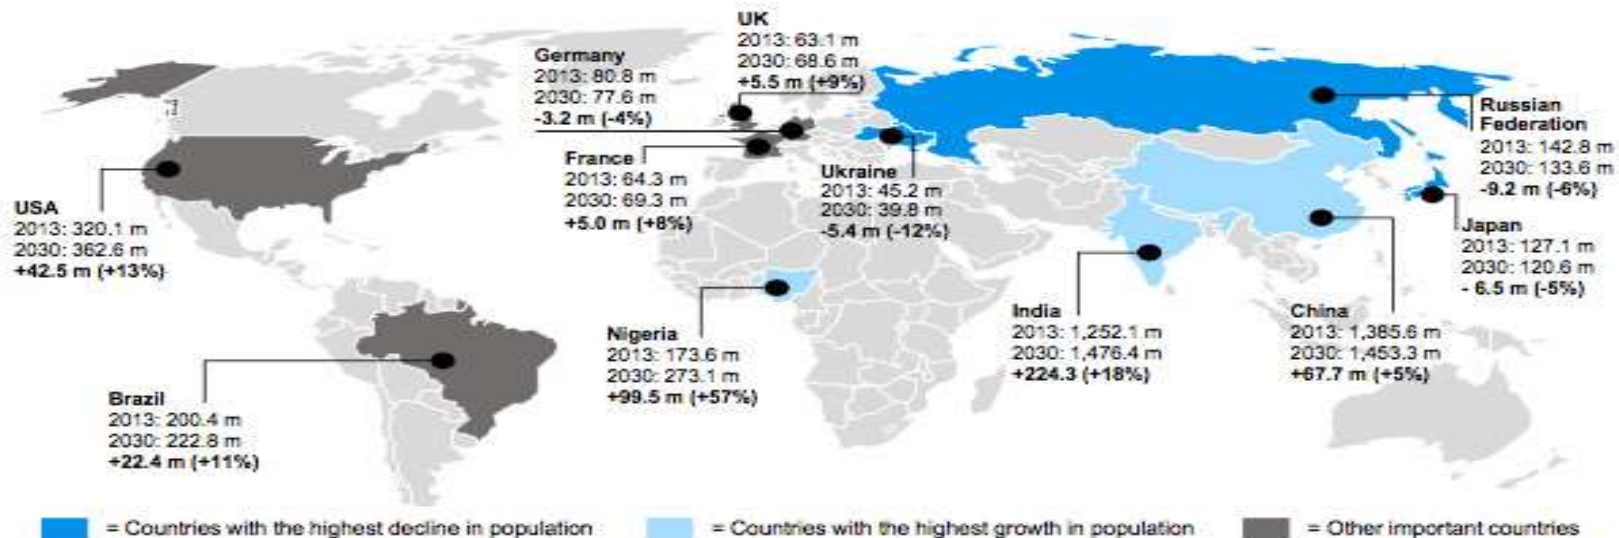 UK
2013: 63.1 m
2030: 68.6 m
+5.5 m (+9%)
Germany
2013: 80.8 m
2030: 77.6 m
-3.2 m (-4%)
France
2013: 64.3 m
2030: 69.3 m
+5.0 m (+8%)
Ukraine
2013: 45.2 m
2030: 39.8 m
-5.4 m (-12%)
Russian
Federation
2013: 142.8 m
2030: 133.6 m
-9.2 m (-6%)
USA
2013: 320.1 m
2030: 362.6 m
+42.5 m (+13%)
Japan
2013: 127.1 m
2030: 120.6 m
- 6.5 m (-5%)
Nigeria
2013: 173.6 m
2030: 273.1 m
+99.5 m (+57%)
India
2013: 1,252.1 m
2030: 1,476.4 m
+224.3 (+18%)
China
2013: 1,385.6 m
2030: 1,453.3 m
+67.7 m (+5%)
Brazil
2013: 200.4 m
2030: 222.8 m
+22.4 m (+11%)
= Countries with the highest decline in population
= Countries with the highest growth in population
= Other important countries